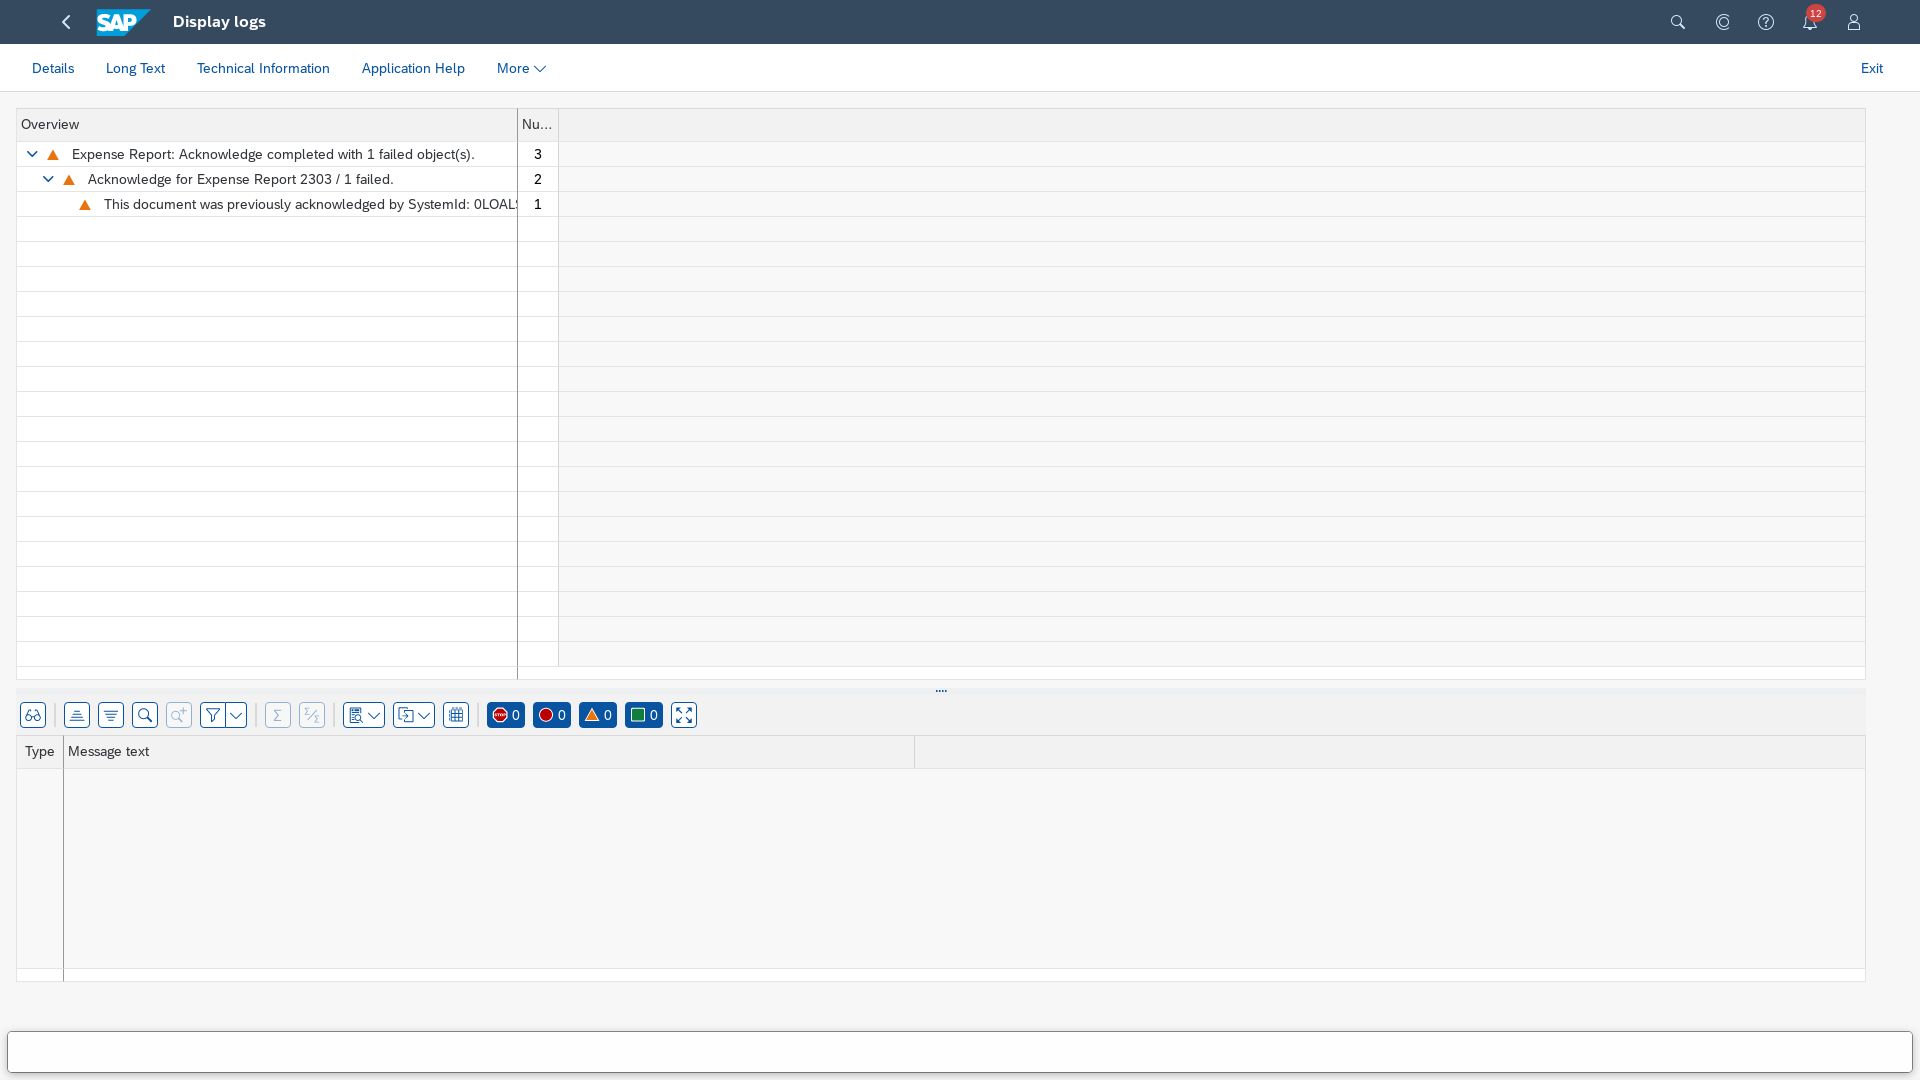 SAP Display logs 12
Details Long Text Technical Information Application Help More Exit
Overview Nu...
Expense Report: Acknowledge completed with 1 failed object(s). 3
Acknowledge for Expense Report 2303 / 1 failed. 2
This document was previously acknowledged by SystemId: 0LOAL 1
STOP 0 0 0 0
Type Message text